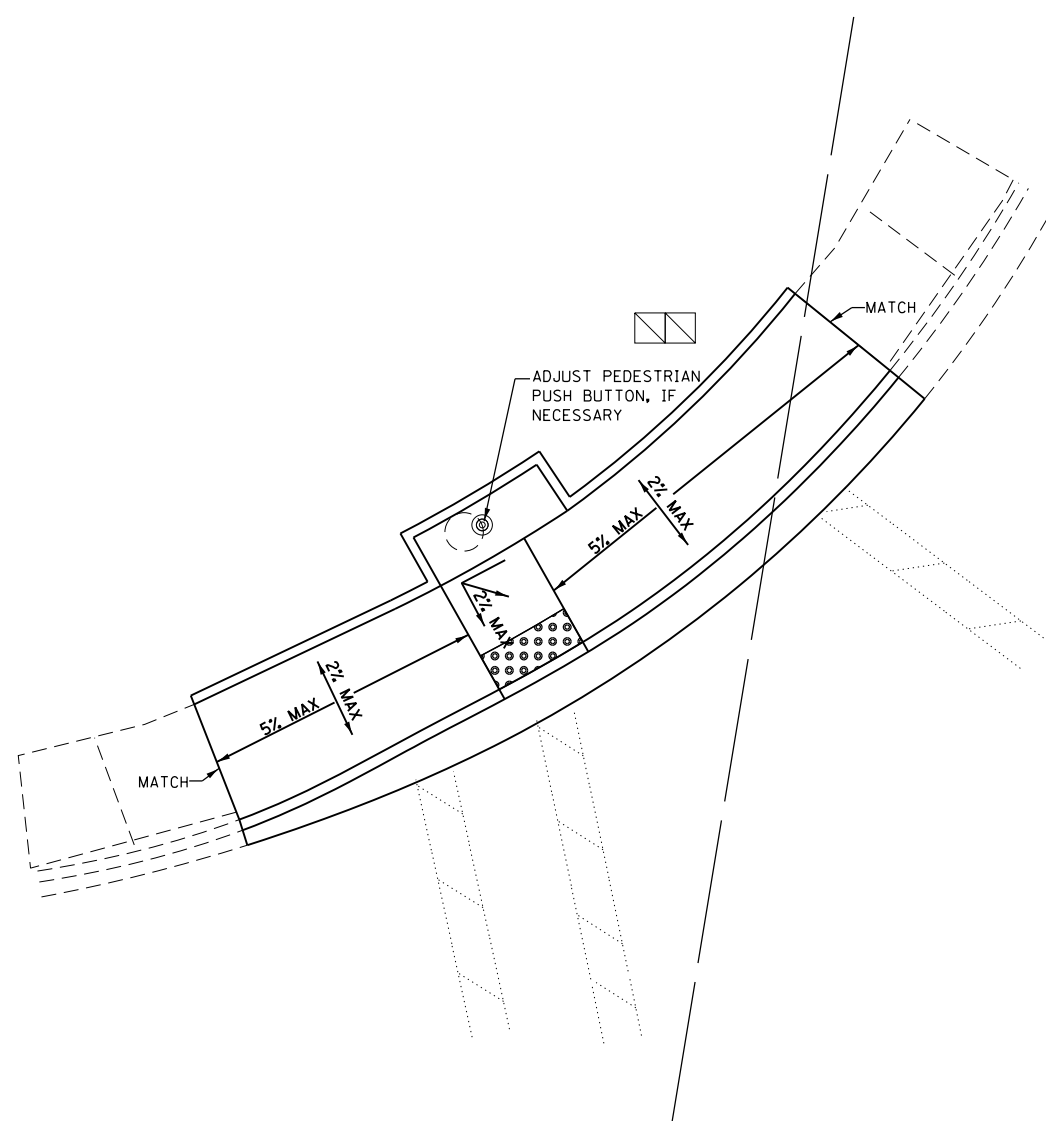 MATCH
ADJUST PEDESTRIAN
PUSH BUTTON, IF
NECESSARY
2% MAX
5% MAX
2% MAX
2% MAX
5% MAX
MATCH